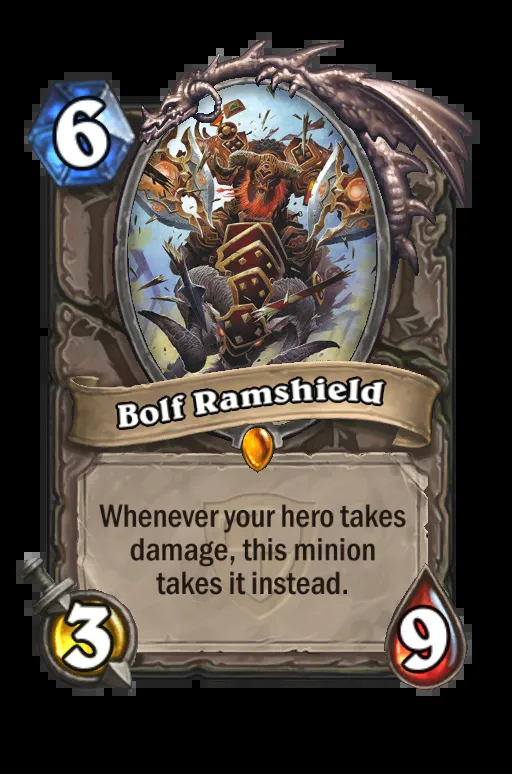 6
Bolf Ramshield
Whenever your hero takes
damage, this minion
takes it instead.
3
9